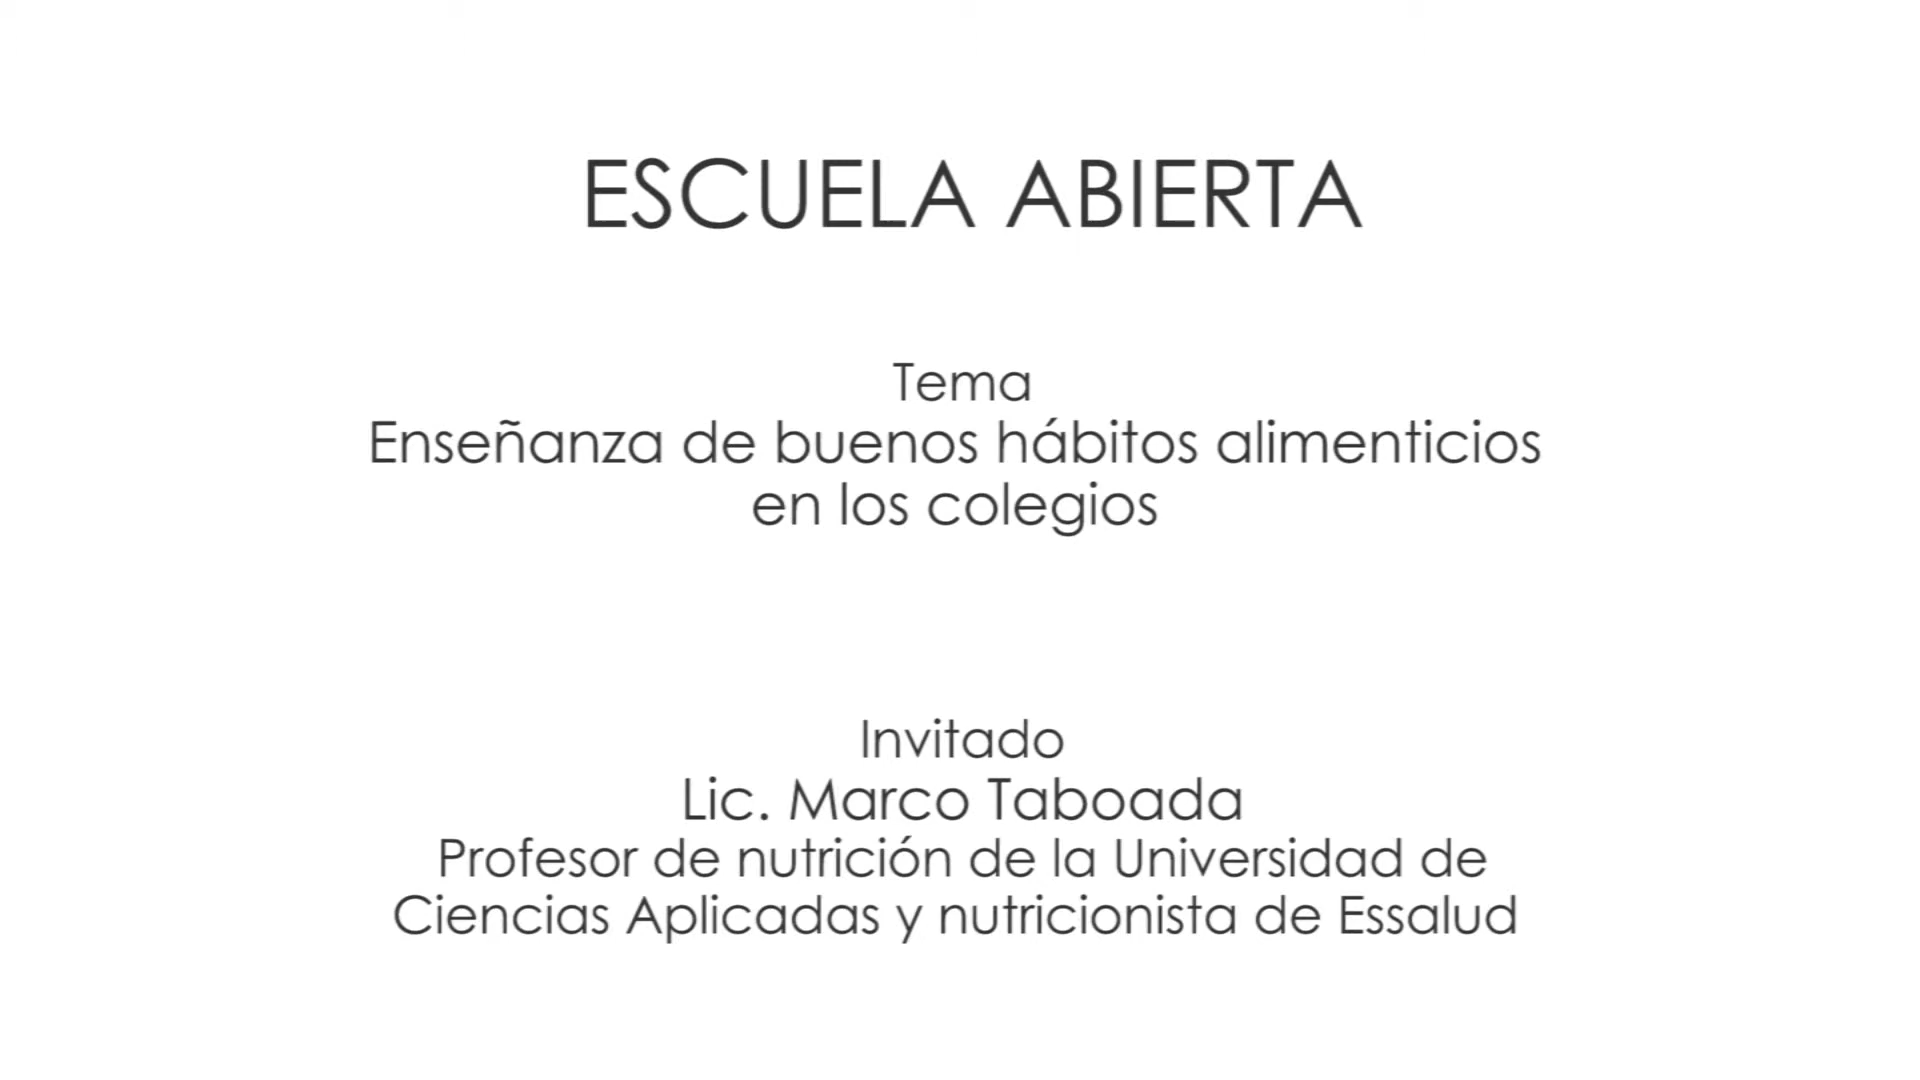 ESCUELA ABIERTA
Tema
Enseñanza de buenos hábitos alimenticios
en los colegios
Invitado
Lic. Marco Taboada
Profesor de nutrición de la Universidad de
Ciencias Aplicadas y nutricionista de Essalud